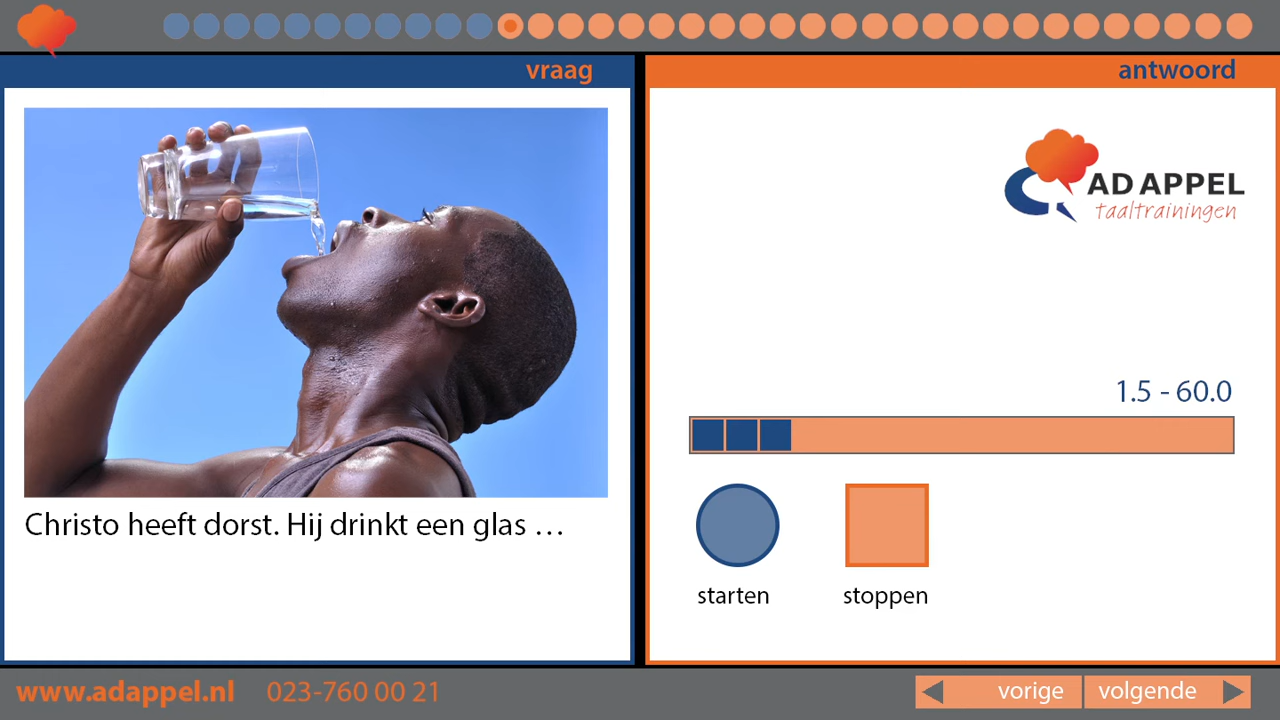 vraag
antwoord
AD APPEL
taaltrainingen
1.5 - 60.0
Christo heeft dorst. Hij drinkt een glas …
starten
stoppen
www.adappel.nl
023-760 00 21
vorige
volgende